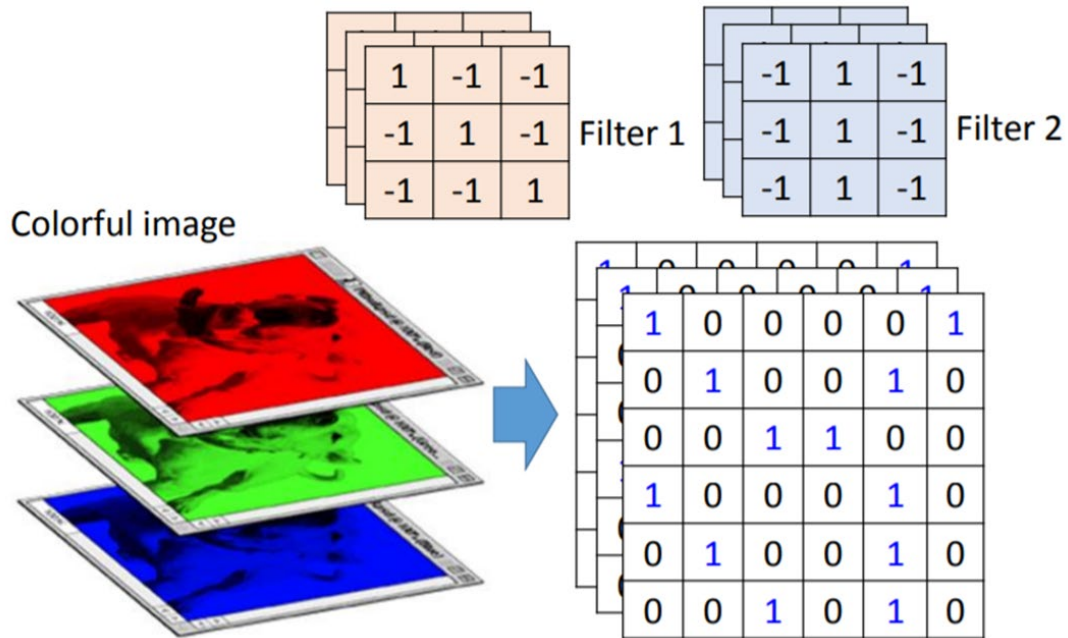 1 -1 -1
-1 1 -1
-1 -1 1
Filter 1
-1 1 -1
-1 1 -1
-1 1 -1
Filter 2
Colorful image
1 0 0 0 0 1
0 1 0 0 1 0
0 0 1 1 0 0
1 0 0 0 1 0
0 1 0 0 1 0
0 0 1 0 1 0